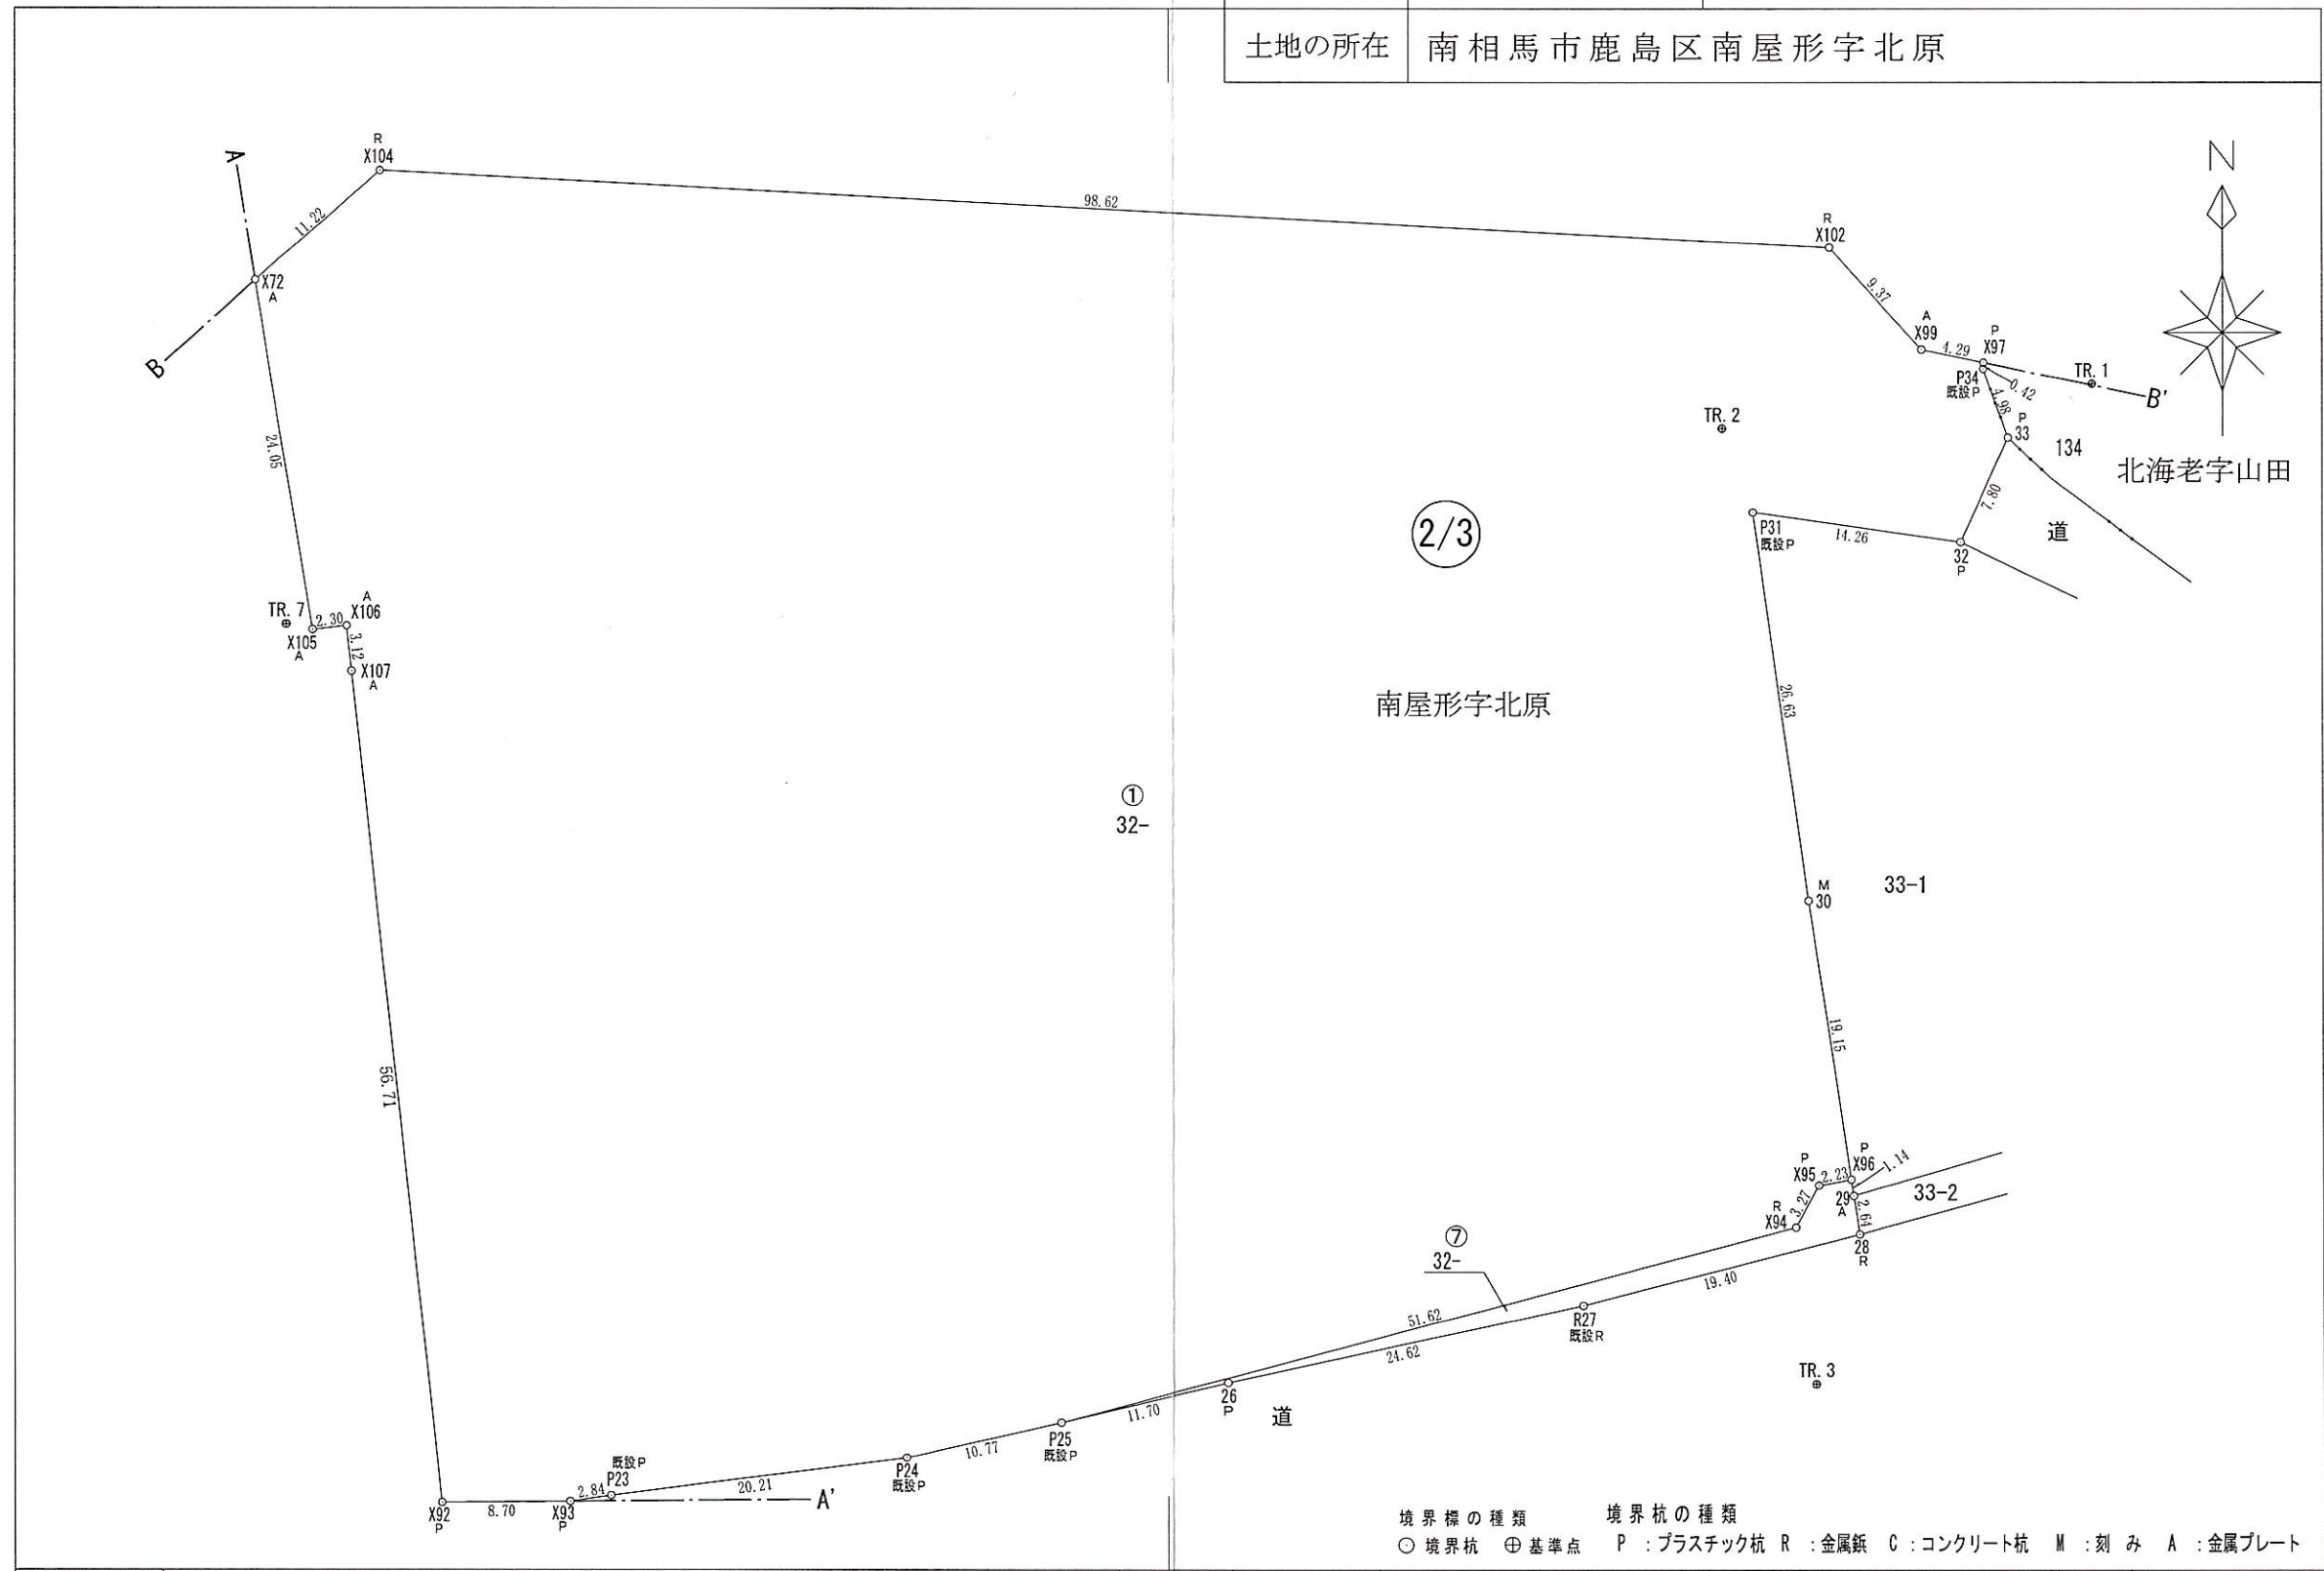 土地の所在 南相馬市鹿島区南屋形字北原
A
R
X104
11.22
98.62
R
X102
N
X72
A
B
9.37
A
X99
4.29
P
X97
TR. 1
B'
P34
既設P
0.42
4.98
TR. 2
P
33
134
北海老字山田
24.05
7.80
2/3
P31
既設P
14.26
32
P
道
TR. 7
2.30
A
X106
X105
A
3.12
X107
A
26.63
南屋形字北原
①
32-
M
30
33-1
19.15
56.71
P
X95
2.23
P
X96
1.14
3.27
29
A
2.64
33-2
R
X94
28
R
⑦
32-
19.40
51.62
R27
既設R
24.62
TR. 3
26
P
11.70
道
P25
既設P
10.77
P24
既設P
既設P
P23
2.84
20.21
A'
X92
P
8.70
X93
P
境界標の種類 境界杭の種類
境界杭 基準点 P :プラスチック杭 R :金属鋲 C :コンクリート杭 M :刻み A :金属プレート